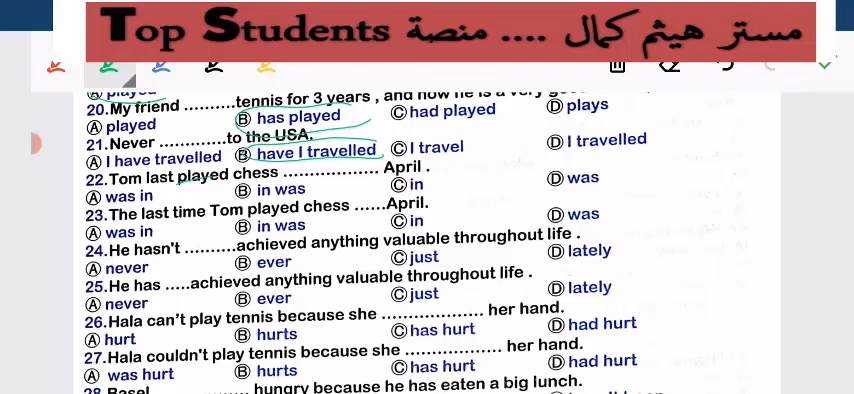 Top Students مستر هيثم كمال .... منصة
Ⓐ played
20.My friend ..........tennis for 3 years , and now he is a very
Ⓐ played Ⓑ has played Ⓒ had played Ⓓ plays
21.Never .............to the USA.
Ⓐ I have travelled Ⓑ have I travelled Ⓒ I travel Ⓓ I travelled
22.Tom last played chess .................. April .
Ⓐ was in Ⓑ in was Ⓒ in Ⓓ was
23.The last time Tom played chess ......April.
Ⓐ was in Ⓑ in was Ⓒ in Ⓓ was
24.He hasn't ..........achieved anything valuable throughout life .
Ⓐ never Ⓑ ever Ⓒ just Ⓓ lately
25.He has .....achieved anything valuable throughout life .
Ⓐ never Ⓑ ever Ⓒ just Ⓓ lately
26.Hala can’t play tennis because she ................... her hand.
Ⓐ hurt Ⓑ hurts Ⓒ has hurt Ⓓ had hurt
27.Hala couldn't play tennis because she .................. her hand.
Ⓐ was hurt Ⓑ hurts Ⓒ has hurt Ⓓ had hurt
28.Basel .......... hungry because he has eaten a big lunch.